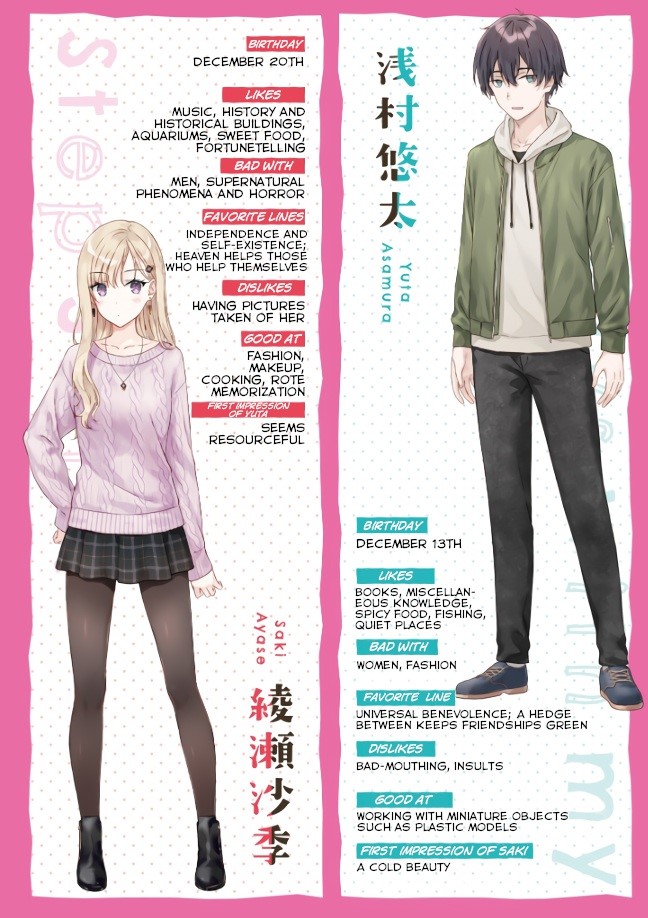 Stepsi
BIRTHDAY
DECEMBER 20TH
LIKES
MUSIC, HISTORY AND
HISTORICAL BUILDINGS,
AQUARIUMS, SWEET FOOD,
FORTUNETELLING
BAD WITH
MEN, SUPERNATURAL
PHENOMENA AND HORROR
FAVORITE LINES
INDEPENDENCE AND
SELF-EXISTENCE;
HEAVEN HELPS THOSE
WHO HELP THEMSELVES
DISLIKES
HAVING PICTURES
TAKEN OF HER
GOOD AT
FASHION,
MAKEUP,
COOKING, ROTE
MEMORIZATION
FIRST IMPRESSION
OF YUTA
SEEMS
RESOURCEFUL
Saki
Ayase
綾瀬沙季
浅村悠太
Yuta
Asamura
BIRTHDAY
DECEMBER 13TH
LIKES
BOOKS, MISCELLAN-
EOUS KNOWLEDGE,
SPICY FOOD, FISHING,
QUIET PLACES
BAD WITH
WOMEN, FASHION
FAVORITE LINE
UNIVERSAL BENEVOLENCE; A HEDGE
BETWEEN KEEPS FRIENDSHIPS GREEN
DISLIKES
BAD-MOUTHING, INSULTS
GOOD AT
WORKING WITH MINIATURE OBJECTS
SUCH AS PLASTIC MODELS
FIRST IMPRESSION OF SAKI
A COLD BEAUTY
my